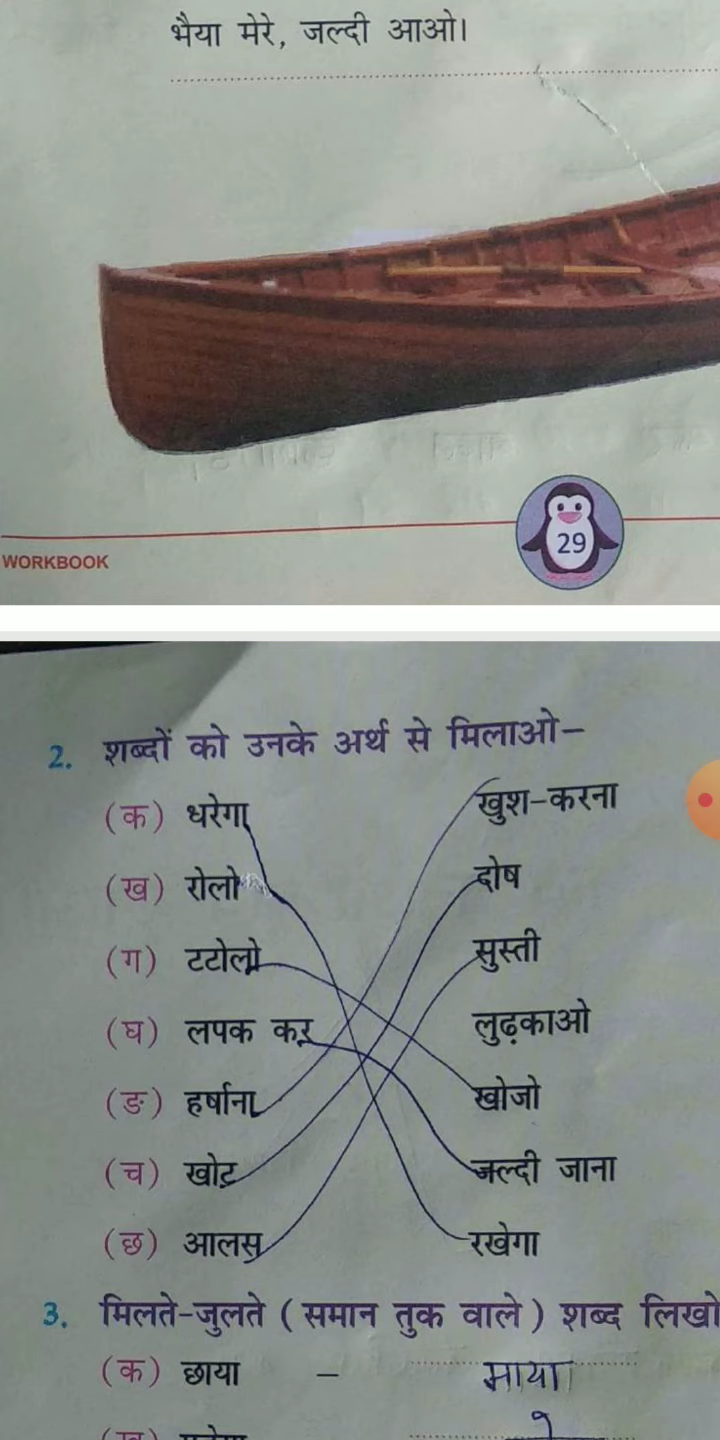 भैया मेरे, जल्दी आओ।
29
WORKBOOK
2. शब्दों को उनके अर्थ से मिलाओ–
(क) धरेगा खुश-करना
(ख) रोलो दोष
(ग) टटोलो सुस्ती
(घ) लपक कर लुढ़काओ
(ङ) हर्षाना खोजो
(च) खोट जल्दी जाना
(छ) आलस रखेगा
3. मिलते-जुलते (समान तुक वाले) शब्द लिखो
(क) छाया – माया